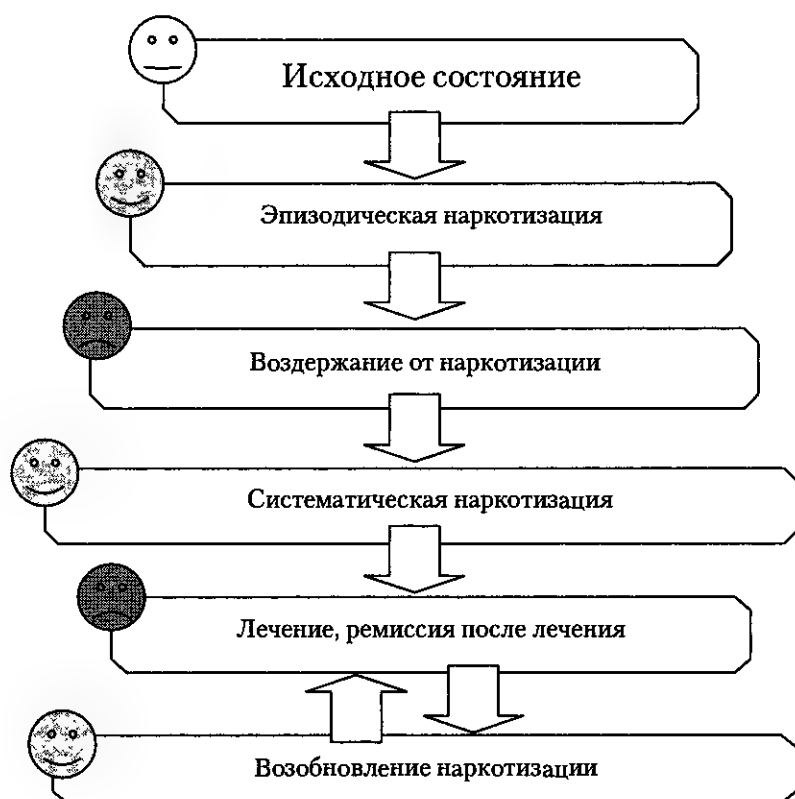 Исходное состояние
Эпизодическая наркотизация
Воздержание от наркотизации
Систематическая наркотизация
Лечение, ремиссия после лечения
Возобновление наркотизации